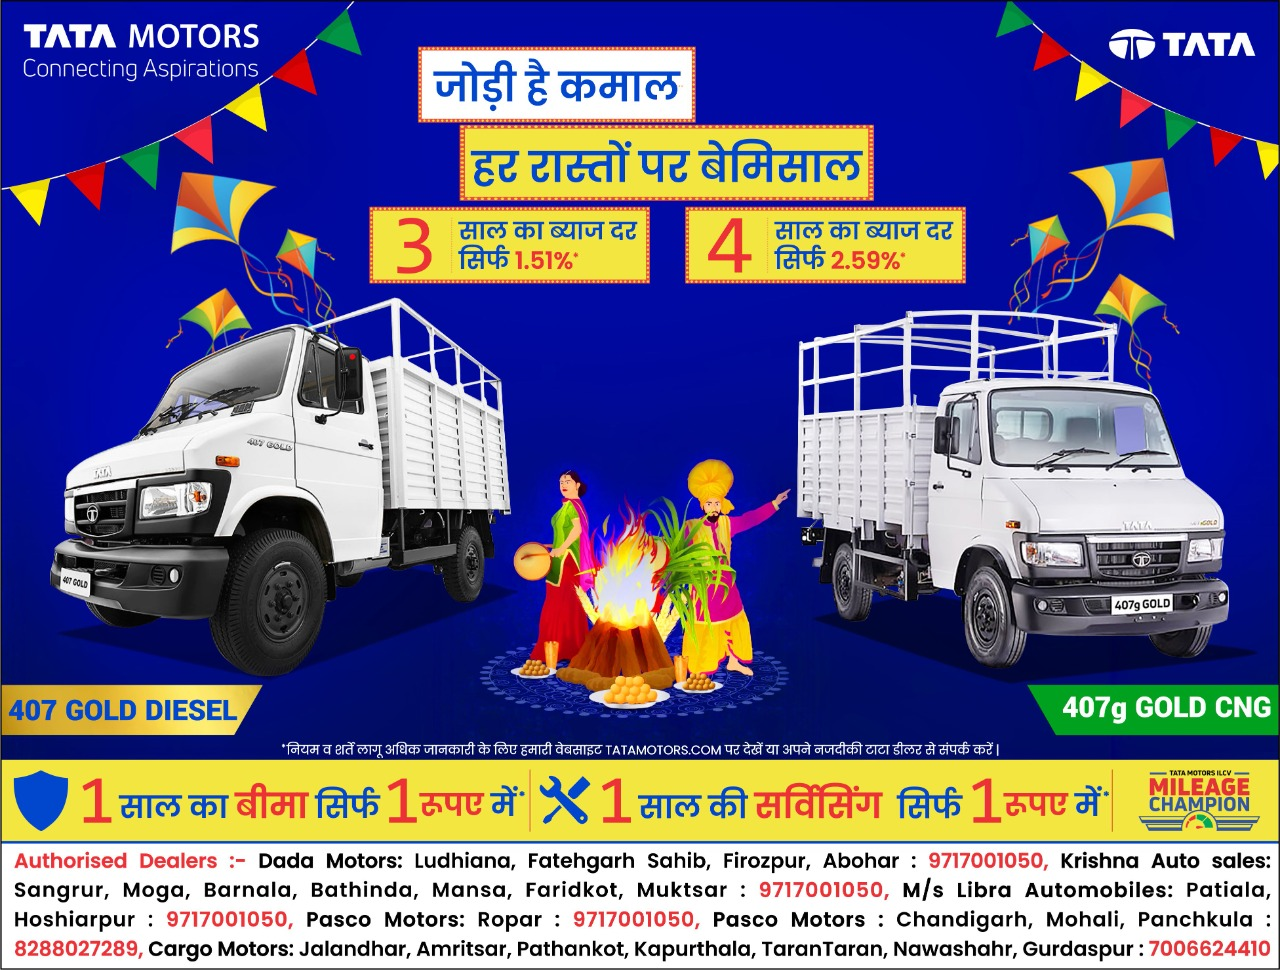 TATA MOTORS
Connecting Aspirations
TATA
जोड़ी है कमाल
हर रास्तों पर बेमिसाल
3 साल का ब्याज दर
सिर्फ 1.51%*
4 साल का ब्याज दर
सिर्फ 2.59%*
407 GOLD
TATA
407 GOLD
TATA
407g GOLD
407 GOLD DIESEL
407g GOLD CNG
*नियम व शर्ते लागू अधिक जानकारी के लिए हमारी वेबसाइट TATAMOTORS.COM पर देखें या अपने नजदीकी टाटा डीलर से संपर्क करें |
1 साल का बीमा सिर्फ 1 रूपए में*
1 साल की सर्विसिंग सिर्फ 1 रूपए में*
TATA MOTORS ILCV
MILEAGE
CHAMPION
Authorised Dealers :- Dada Motors: Ludhiana, Fatehgarh Sahib, Firozpur, Abohar : 9717001050, Krishna Auto sales:
Sangrur, Moga, Barnala, Bathinda, Mansa, Faridkot, Muktsar : 9717001050, M/s Libra Automobiles: Patiala,
Hoshiarpur : 9717001050, Pasco Motors: Ropar : 9717001050, Pasco Motors : Chandigarh, Mohali, Panchkula :
8288027289, Cargo Motors: Jalandhar, Amritsar, Pathankot, Kapurthala, TaranTaran, Nawashahr, Gurdaspur : 7006624410